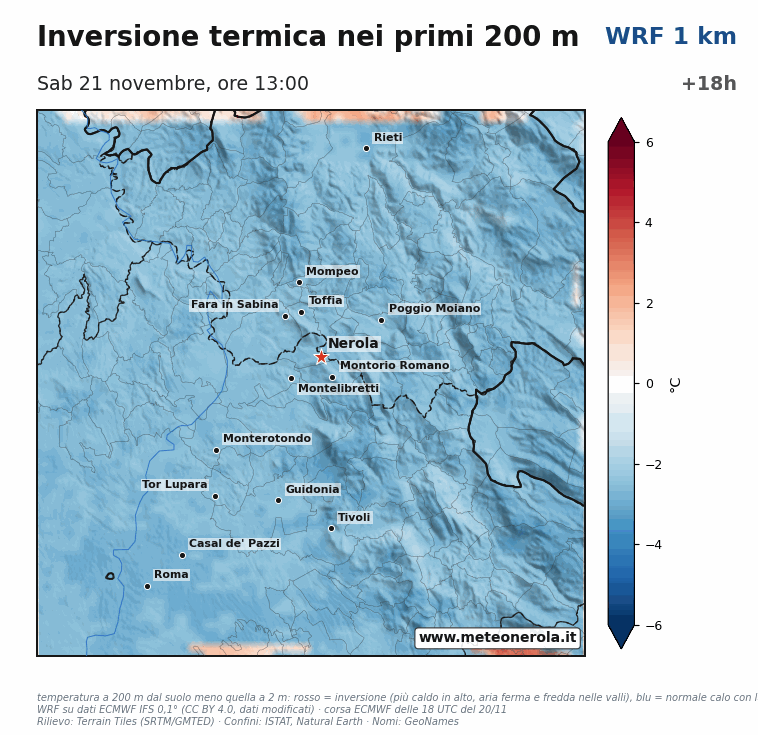 Inversione termica nei primi 200 m WRF 1 km
Sab 21 novembre, ore 13:00 +18h
Rieti
Mompeo
Toffia
Fara in Sabina
Poggio Moiano
Nerola
Montorio Romano
Montelibretti
Monterotondo
Tor Lupara
Guidonia
Tivoli
Casal de' Pazzi
Roma
www.meteonerola.it
6
4
2
0
−2
−4
−6
°C
temperatura a 200 m dal suolo meno quella a 2 m: rosso = inversione (più caldo in alto, aria ferma e fredda nelle valli), blu = normale calo con l
WRF su dati ECMWF IFS 0,1° (CC BY 4.0, dati modificati) · corsa ECMWF delle 18 UTC del 20/11
Rilievo: Terrain Tiles (SRTM/GMTED) · Confini: ISTAT, Natural Earth · Nomi: GeoNames